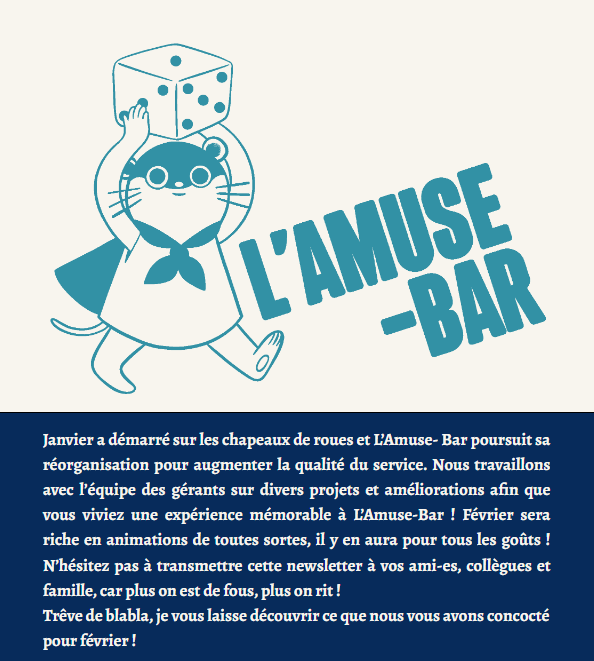 L'AMUSE
-BAR
Janvier a démarré sur les chapeaux de roues et L'Amuse- Bar poursuit sa
réorganisation pour augmenter la qualité du service. Nous travaillons
avec l'équipe des gérants sur divers projets et améliorations afin que
vous viviez une expérience mémorable à L'Amuse-Bar ! Février sera
riche en animations de toutes sortes, il y en aura pour tous les goûts !
N'hésitez pas à transmettre cette newsletter à vos ami-es, collègues et
famille, car plus on est de fous, plus on rit !
Trêve de blabla, je vous laisse découvrir ce que nous vous avons concocté
pour février !